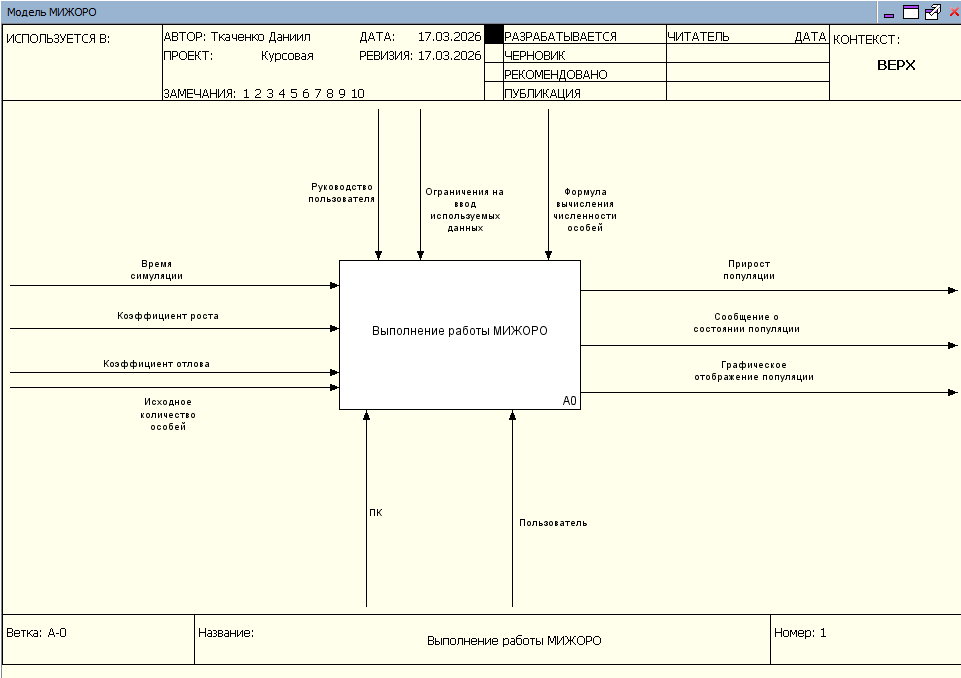 Модель МИЖОРО
ИСПОЛЬЗУЕТСЯ В:
АВТОР: Ткаченко Даниил
ДАТА: 17.03.2026
ПРОЕКТ: Курсовая
РЕВИЗИЯ: 17.03.2026
ЗАМЕЧАНИЯ: 1 2 3 4 5 6 7 8 9 10
РАЗРАБАТЫВАЕТСЯ
ЧЕРНОВИК
РЕКОМЕНДОВАНО
ПУБЛИКАЦИЯ
ЧИТАТЕЛЬ
ДАТА
КОНТЕКСТ:
ВЕРХ
Руководство
пользователя
Ограничения на
ввод
используемых
данных
Формула
вычисления
численности
особей
Время
симуляции
Коэффициент роста
Коэффициент отлова
Исходное
количество
особей
Выполнение работы МИЖОРО
A0
Прирост
популяции
Сообщение о
состоянии популяции
Графическое
отображение популяции
ПК
Пользователь
Ветка: A-0
Название:
Выполнение работы МИЖОРО
Номер: 1